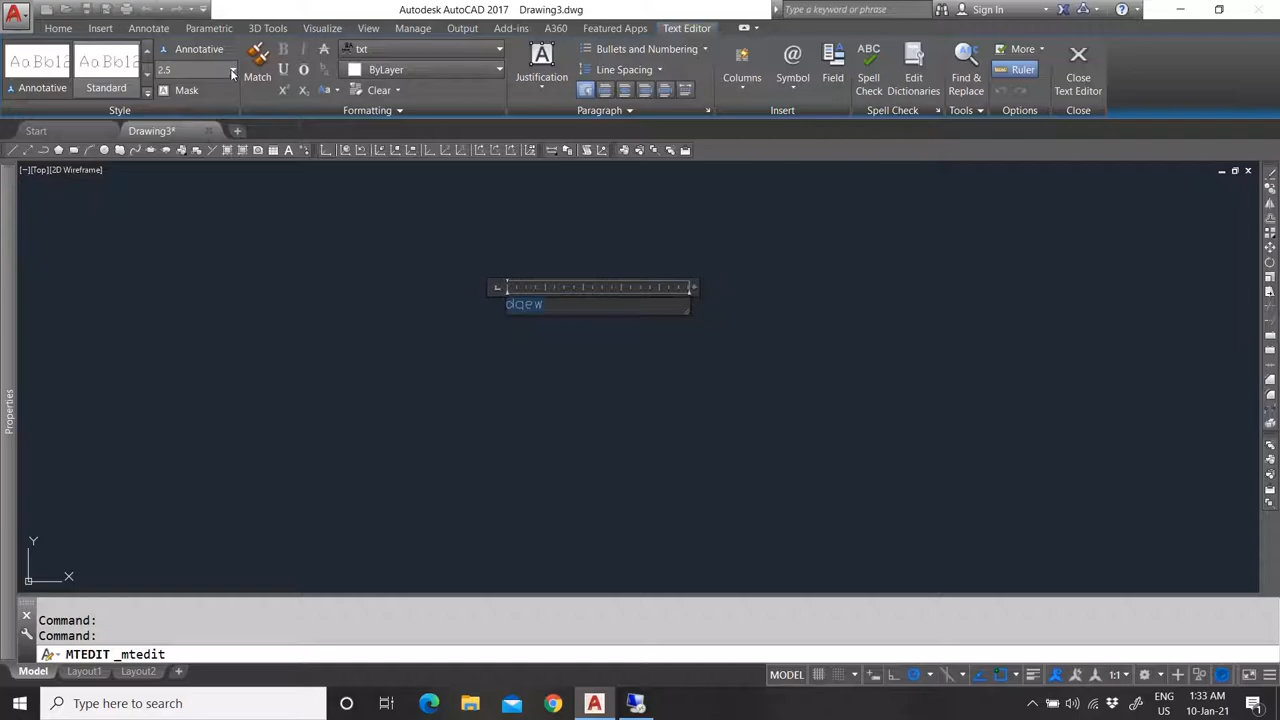 Autodesk AutoCAD 2017 Drawing3.dwg
Type a keyword or phrase
Sign In
Home Insert Annotate Parametric 3D Tools Visualize View Manage Output Add-ins A360 Featured Apps Text Editor
Annotative
Annotative
2.5
Standard
Mask
Style
Match
txt
ByLayer
Clear
Formatting
Justification
Bullets and Numbering
Line Spacing
Paragraph
Columns
Symbol
Field
Insert
Spell
Check
Edit
Dictionaries
Spell Check
Find &
Replace
Tools
More
Ruler
Options
Close
Text Editor
Close
Start
Drawing3*
[−][Top][2D Wireframe]
dqew
Properties
Y
X
Command:
Command:
MTEDIT _mtedit
Model Layout1 Layout2 +
MODEL
1:1
Type here to search
ENG
1:33 AM
10-Jan-21